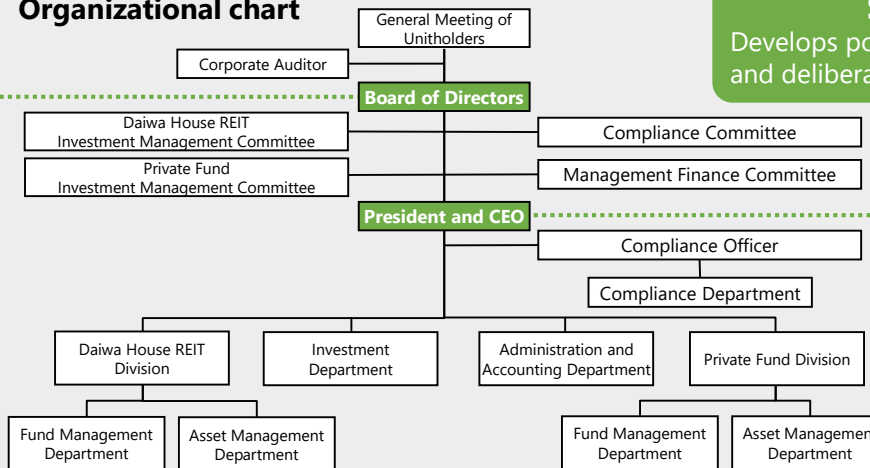 Organizational chart
General Meeting of
Unitholders
Develops
and
Corporate Auditor
Board of Directors
Daiwa House REIT
Investment Management Committee
Compliance Committee
Private Fund
Investment Management Committee
Management Finance Committee
President and CEO
Compliance Officer
Compliance Department
Daiwa House REIT
Division
Investment
Department
Administration and
Accounting Department
Private Fund Division
Fund Management
Department
Asset Management
Department
Fund Management
Department
Asset Management
Department